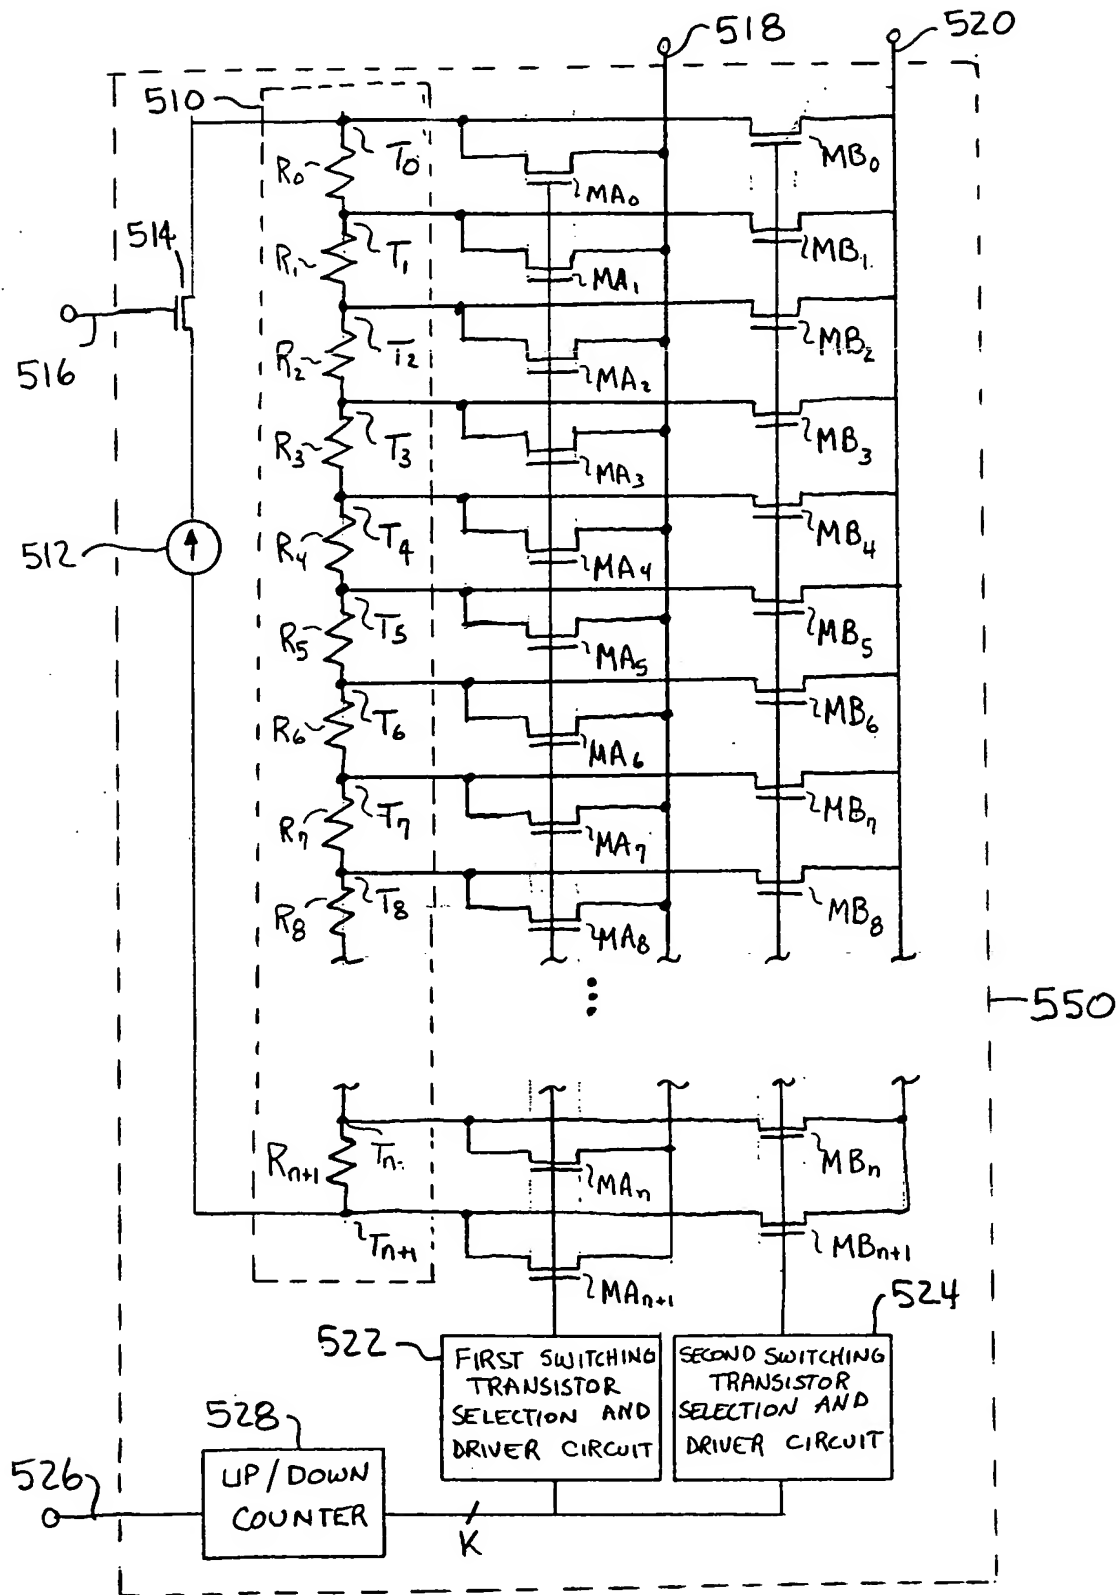 518
520
510
T0
R0
MA0
MB0
514
R1
T1
MA1
MB1
516
R2
T2
MA2
MB2
R3
T3
MA3
MB3
512
R4
T4
MA4
MB4
R5
T5
MA5
MB5
R6
T6
MA6
MB6
R7
T7
MA7
MB7
R8
T8
MA8
MB8
550
Rn+1
Tn
MAn
MBn
Tn+1
MAn+1
MBn+1
522
524
FIRST SWITCHING
TRANSISTOR
SELECTION AND
DRIVER CIRCUIT
SECOND SWITCHING
TRANSISTOR
SELECTION AND
DRIVER CIRCUIT
528
526
UP/DOWN
COUNTER
K